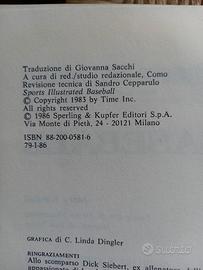 Traduzione di Giovanna Sacchi
A cura di red./studio redazionale, Como
Revisione tecnica di Sandro Cepparulo
Sports Illustrated Baseball
© Copyright 1983 by Time Inc.
All rights reserved
© 1986 Sperling & Kupfer Editori S.p.A.
Via Monte di Pietà, 24 - 20121 Milano
ISBN 88-200-0581-6
79-I-86
GRAFICA di C. Linda Dingler
RINGRAZIAMENTI
Allo scomparso Dick Siebert, ex allenatore
Subito